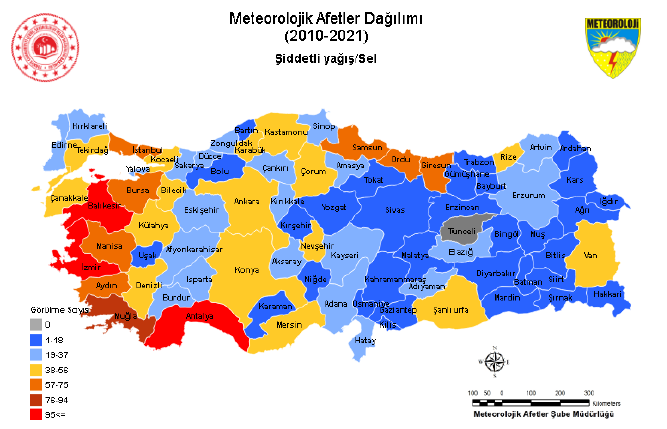 Meteorolojik Afetler Dağılımı
(2010-2021)
Şiddetli yağış/Sel
METEOROLOJİ
Kırklareli
Edirne
Tekirdağ
İstanbul
Kocaeli
Yalova
Sakarya
Düzce
Zonguldak
Bartın
Karabük
Kastamonu
Sinop
Samsun
Ordu
Giresun
Trabzon
Rize
Artvin
Ardahan
Gümüşhane
Bayburt
Kars
Iğdır
Ağrı
Erzurum
Erzincan
Bolu
Çankırı
Çorum
Amasya
Tokat
Sivas
Çanakkale
Balıkesir
Bursa
Bilecik
Eskişehir
Ankara
Kırıkkale
Yozgat
Kırşehir
Kütahya
Manisa
Uşak
Afyonkarahisar
Nevşehir
Kayseri
Tunceli
Bingöl
Muş
Elazığ
Bitlis
Van
Malatya
İzmir
Aydın
Denizli
Isparta
Burdur
Konya
Aksaray
Niğde
Kahramanmaraş
Adıyaman
Diyarbakır
Batman
Siirt
Mardin
Şırnak
Hakkari
Muğla
Antalya
Karaman
Mersin
Adana
Osmaniye
Gaziantep
Kilis
Hatay
Şanlıurfa
Görülme Sayısı
0
1-18
19-37
38-56
57-75
76-94
95<=
N
100 50 0 100 200 300
Kilometers
Meteorolojik Afetler Şube Müdürlüğü